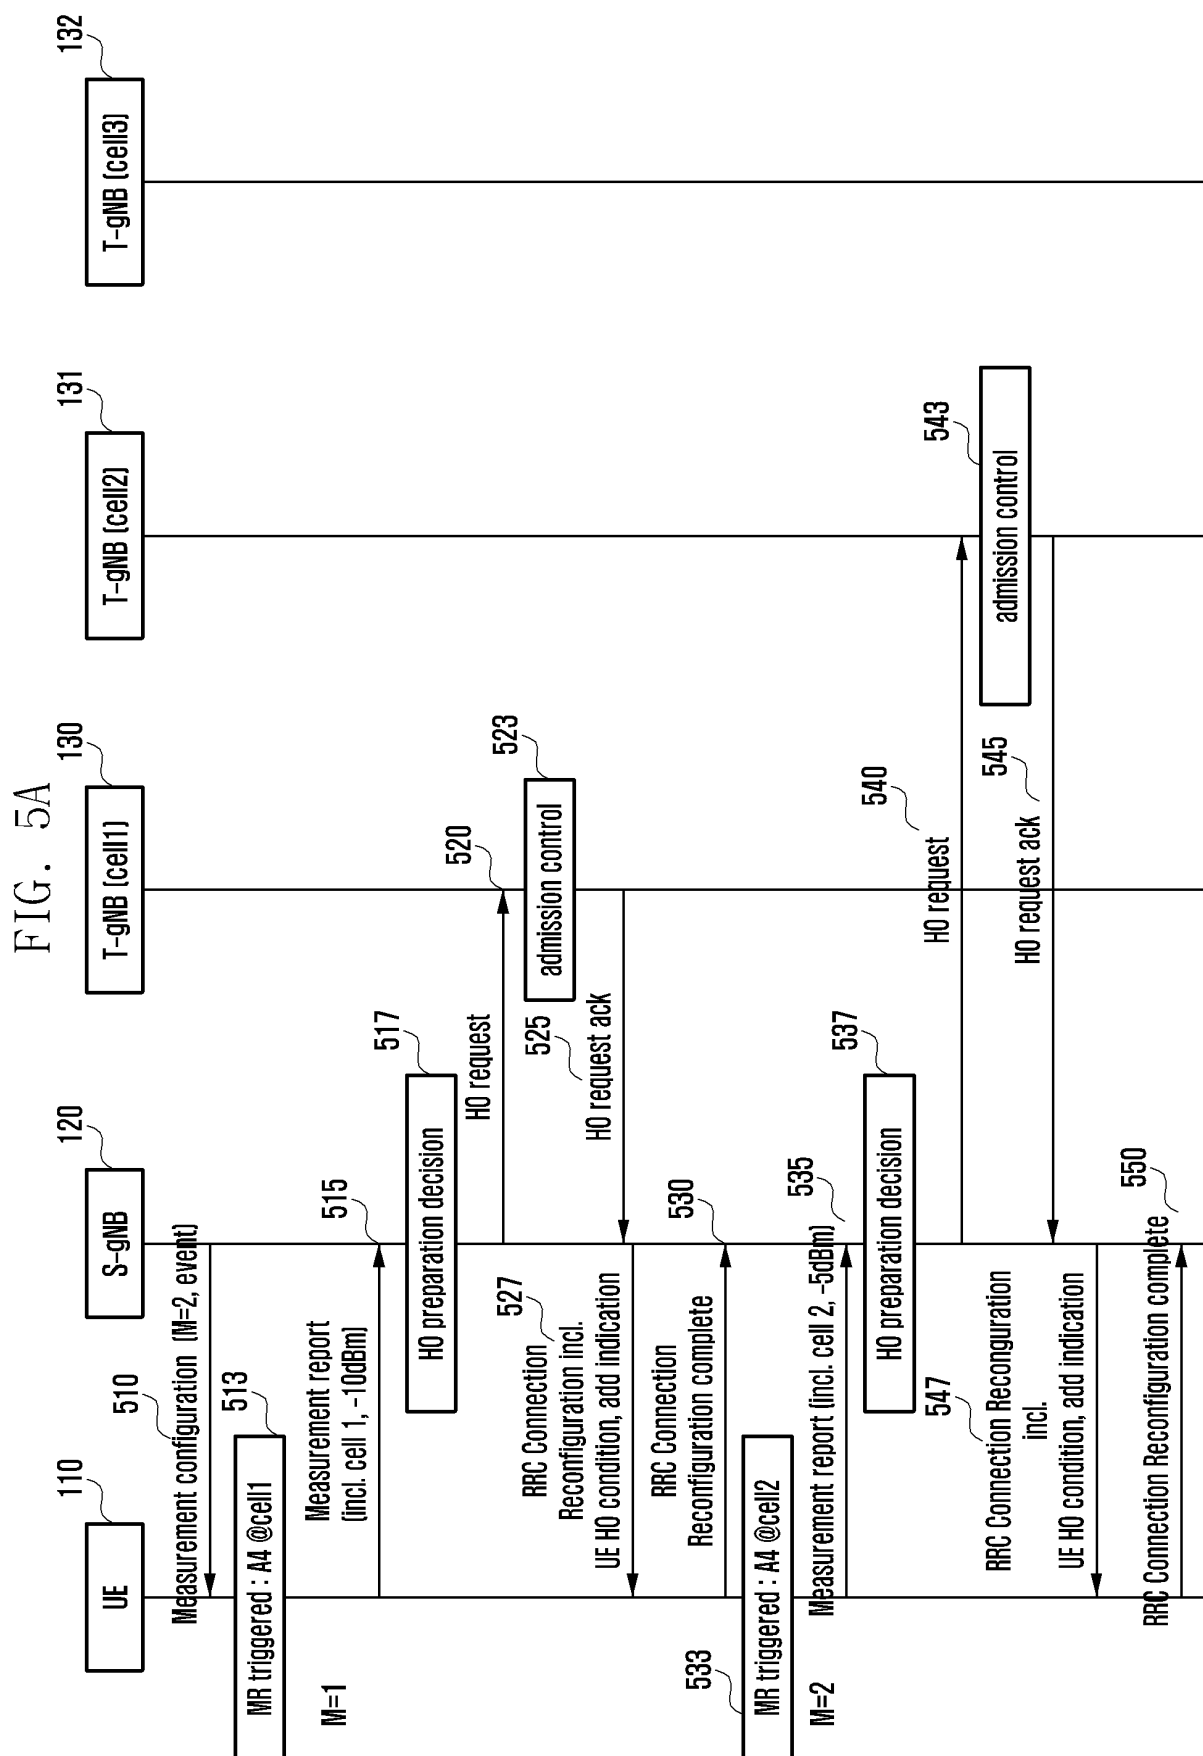 FIG. 5A
110
120
130
131
132
UE
S-gNB
T-gNB (cell1)
T-gNB (cell2)
T-gNB (cell3)
510
Measurement configuration (M=2, event)
513
MR triggered : A4 @cell1
M=1
Measurement report
(incl. cell 1, -10dBm)
515
517
HO preparation decision
HO request
520
523
admission control
525
HO request ack
527
RRC Connection
Reconfiguration incl.
UE HO condition, add indication
RRC Connection
Reconfiguration complete
530
533
MR triggered : A4 @cell2
M=2
Measurement report (incl. cell 2, -5dBm)
535
537
HO preparation decision
540
HO request
543
admission control
545
HO request ack
547
RRC Connection Reconguration
incl.
UE HO condition, add indication
RRC Connection Reconfiguration complete
550